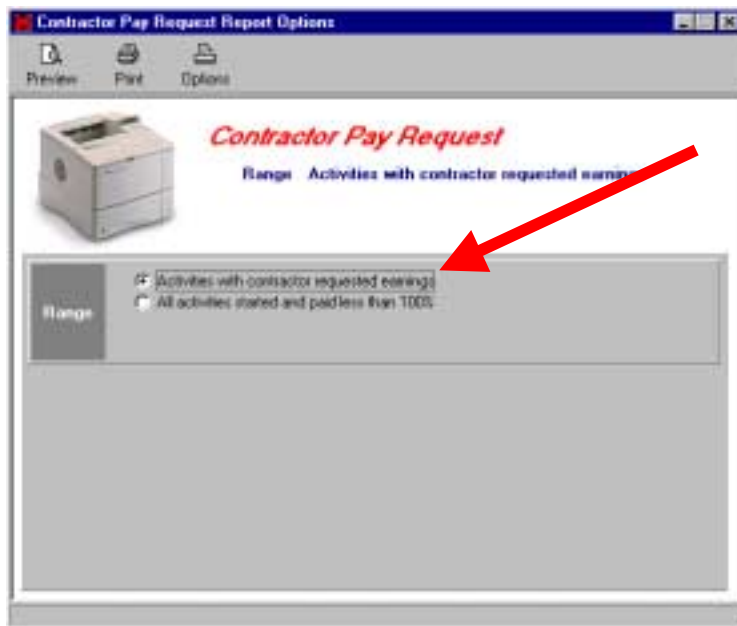 Contractor Pay Request Report Options
Preview Print Options
Contractor Pay Request
Range Activities with contractor requested earnings
Activities with contractor requested earnings
All activities started and paid less than 100%
Range